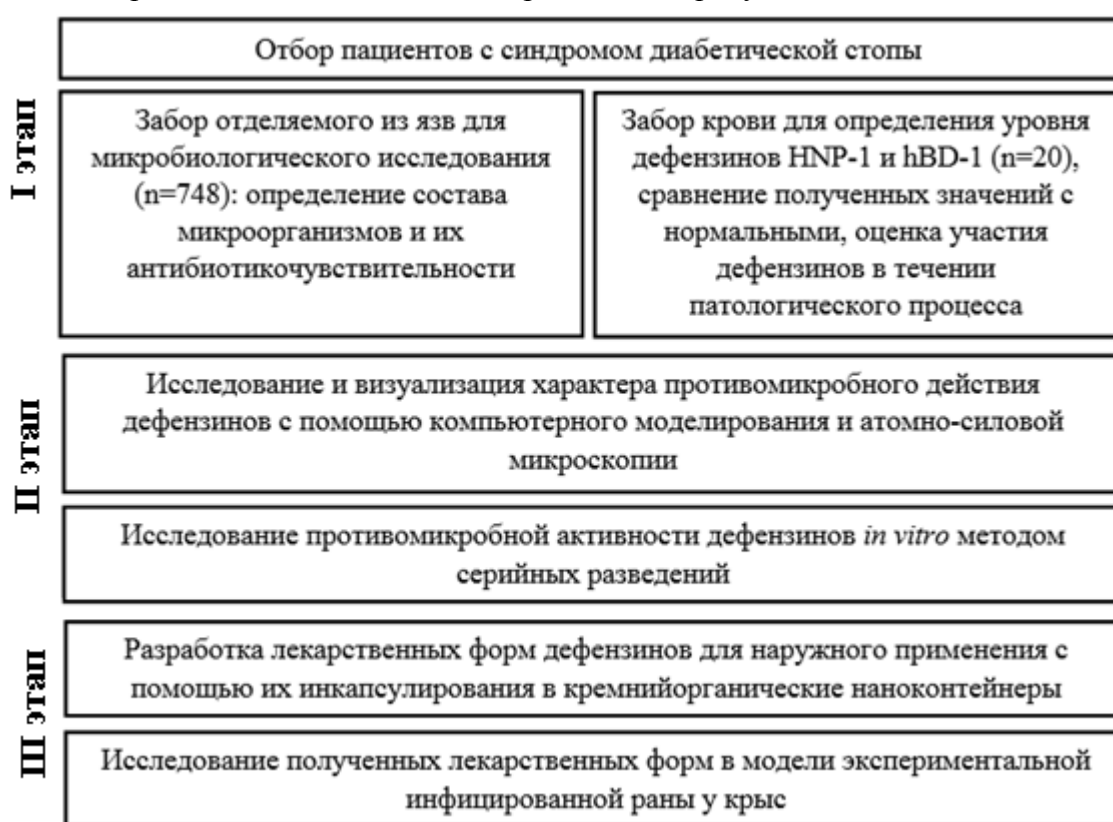 Отбор пациентов с синдромом диабетической стопы
I этап
Забор отделяемого из язв для
микробиологического исследования
(n=748): определение состава
микроорганизмов и их
антибиотикочувствительности
Забор крови для определения уровня
дефензинов HNP-1 и hBD-1 (n=20),
сравнение полученных значений с
нормальными, оценка участия
дефензинов в течении
патологического процесса
II этап
Исследование и визуализация характера противомикробного действия
дефензинов с помощью компьютерного моделирования и атомно-силовой
микроскопии
Исследование противомикробной активности дефензинов in vitro методом
серийных разведений
III этап
Разработка лекарственных форм дефензинов для наружного применения с
помощью их инкапсулирования в кремнийорганические наноконтейнеры
Исследование полученных лекарственных форм в модели экспериментальной
инфицированной раны у крыс